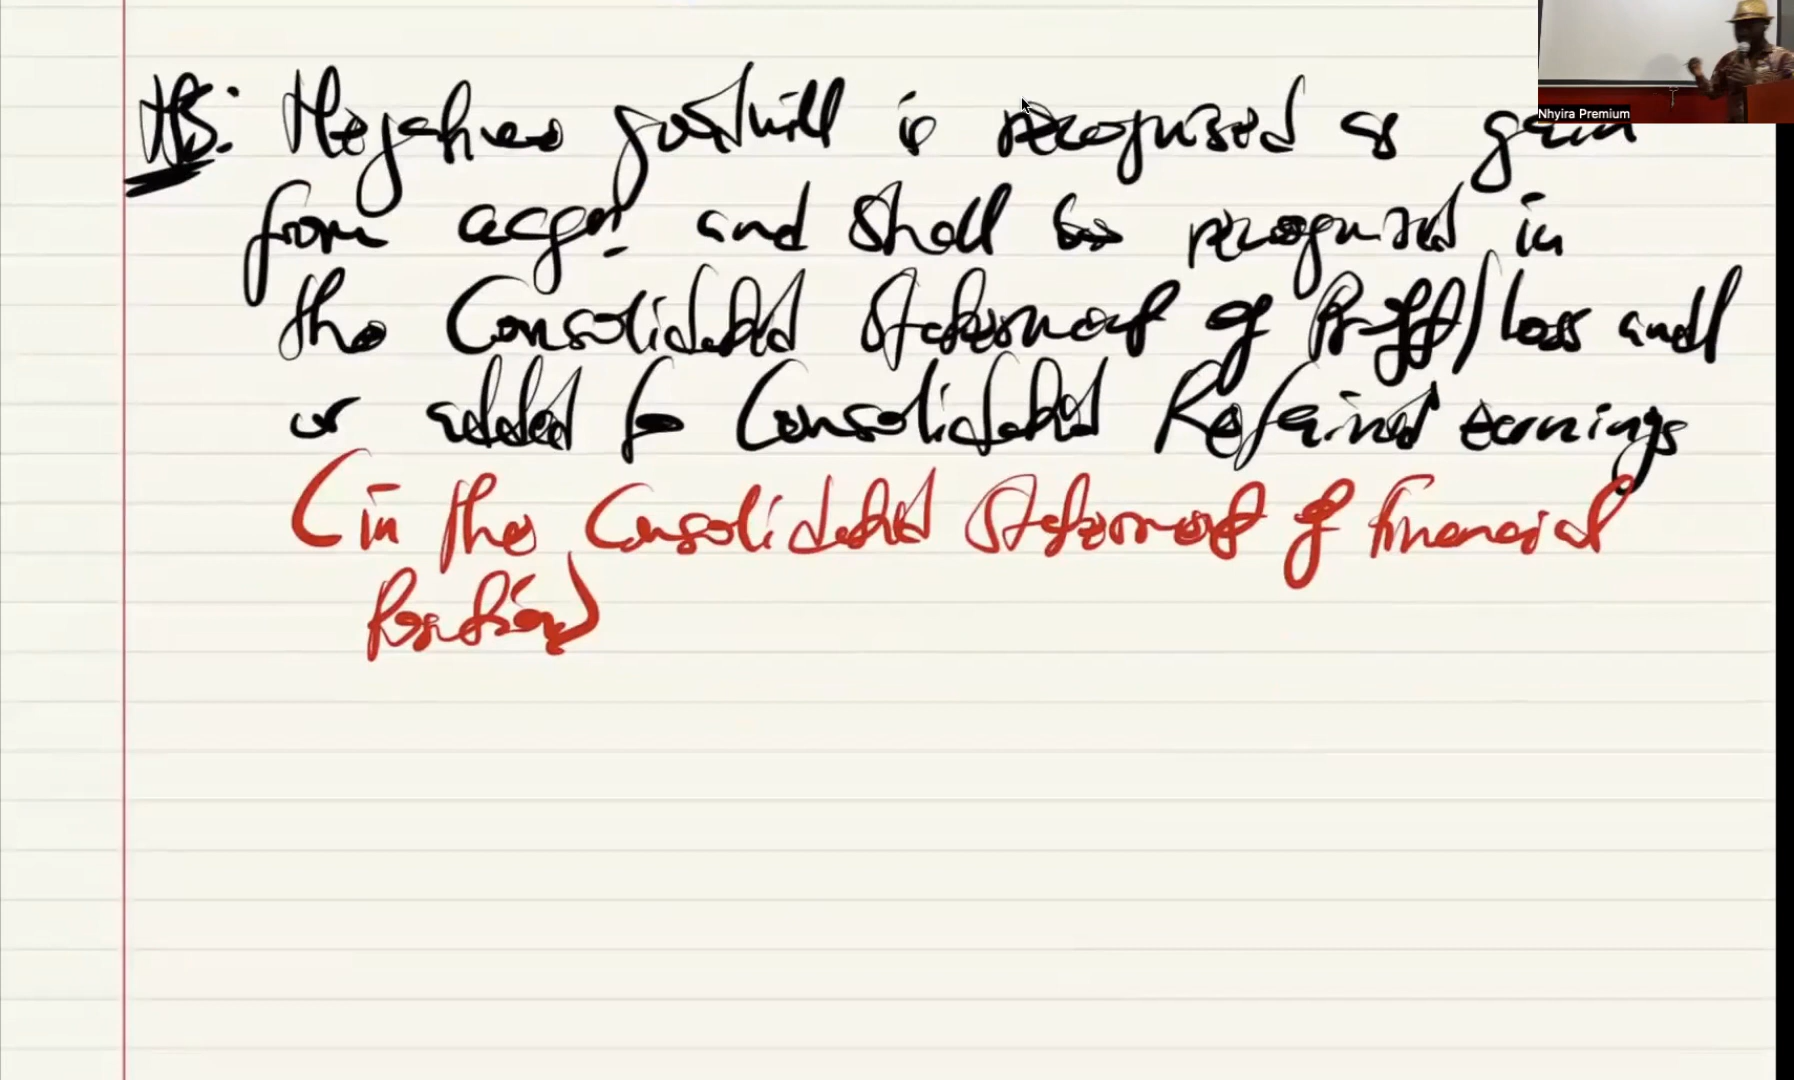 NB: Negative goodwill is recognised as gain
from acqn. and shall be recognised in
the Consolidated Statement of Profit/loss and
or added to Consolidated Retained earnings
(in the Consolidated Statement of financial
Position)
Nhyira Premium